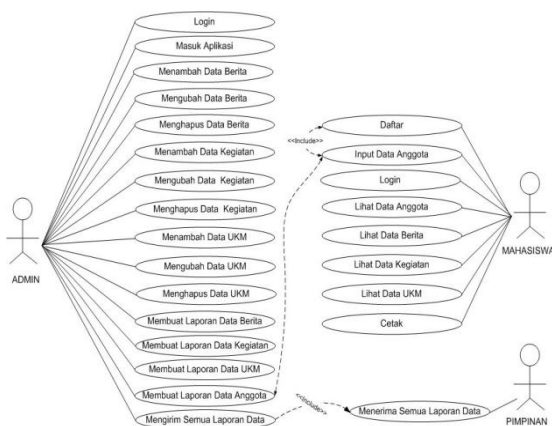 Login
Masuk Aplikasi
Menambah Data Berita
Mengubah Data Berita
Menghapus Data Berita
Menambah Data Kegiatan
Mengubah Data Kegiatan
Menghapus Data Kegiatan
Menambah Data UKM
Mengubah Data UKM
Menghapus Data UKM
Membuat Laporan Data Berita
Membuat Laporan Data Kegiatan
Membuat Laporan Data UKM
Membuat Laporan Data Anggota
Mengirim Semua Laporan Data
ADMIN
<<Include>>
Daftar
Input Data Anggota
Login
Lihat Data Anggota
Lihat Data Berita
Lihat Data Kegiatan
Lihat Data UKM
Cetak
MAHASISWA
<<Include>>
Menerima Semua Laporan Data
PIMPINAN